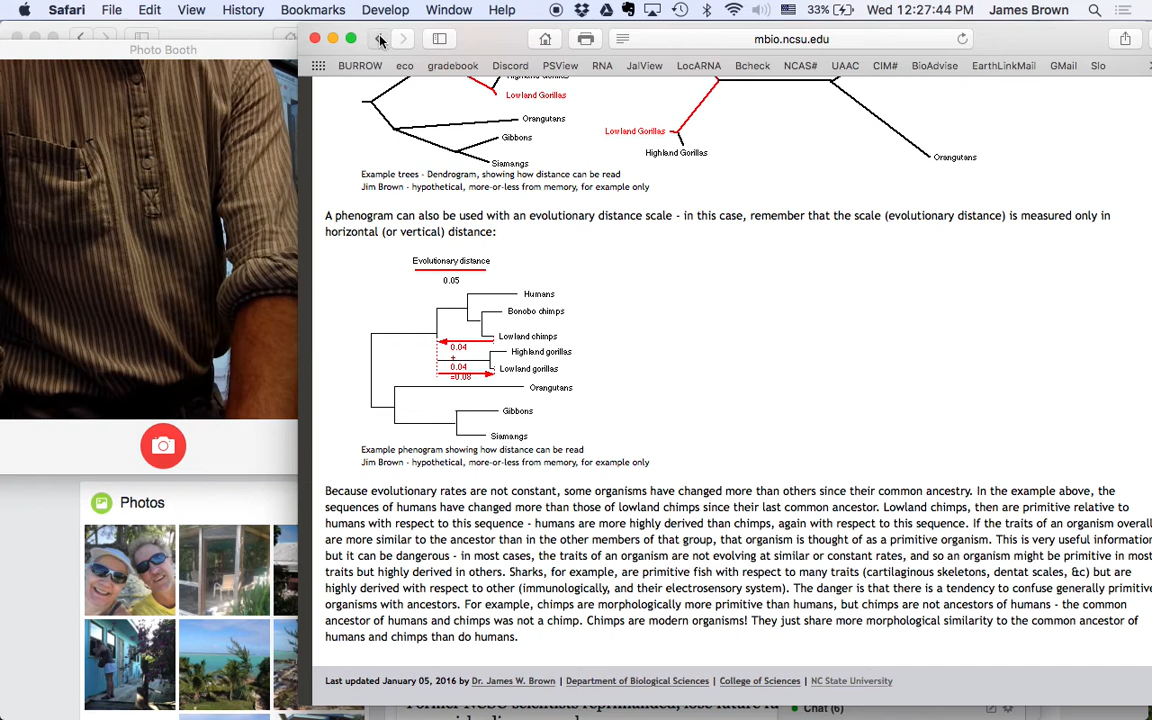 Safari File Edit View History Bookmarks Develop Window Help 33% Wed 12:27:44 PM James Brown
Photo Booth
mbio.ncsu.edu
BURROW eco gradebook Discord PSView RNA JalView LocARNA Bcheck NCAS# UAAC CIM# BioAdvise EarthLinkMail GMail Slo
Highland Gorillas
Lowland Gorillas
Orangutans
Gibbons
Siamangs
Lowland Gorillas
Highland Gorillas
Orangutans
Example trees - Dendrogram, showing how distance can be read
Jim Brown - hypothetical, more-or-less from memory, for example only
A phenogram can also be used with an evolutionary distance scale - in this case, remember that the scale (evolutionary distance) is measured only in
horizontal (or vertical) distance:
Evolutionary distance
0.05
Humans
Bonobo chimps
Lowland chimps
0.04
+
Highland gorillas
0.04
Lowland gorillas
=0.08
Orangutans
Gibbons
Siamangs
Example phenogram showing how distance can be read
Jim Brown - hypothetical, more-or-less from memory, for example only
Because evolutionary rates are not constant, some organisms have changed more than others since their common ancestry. In the example above, the
sequences of humans have changed more than those of lowland chimps since their last common ancestor. Lowland chimps, then are primitive relative to
humans with respect to this sequence - humans are more highly derived than chimps, again with respect to this sequence. If the traits of an organism overall
are more similar to the ancestor than in the other members of that group, that organism is thought of as a primitive organism. This is very useful information
but it can be dangerous - in most cases, the traits of an organism are not evolving at similar or constant rates, and so an organism might be primitive in most
traits but highly derived in others. Sharks, for example, are primitive fish with respect to many traits (cartilaginous skeletons, dentat scales, &c) but are
highly derived with respect to other (immunologically, and their electrosensory system). The danger is that there is a tendency to confuse generally primitive
organisms with ancestors. For example, chimps are morphologically more primitive than humans, but chimps are not ancestors of humans - the common
ancestor of humans and chimps was not a chimp. Chimps are modern organisms! They just share more morphological similarity to the common ancestor of
humans and chimps than do humans.
Last updated January 05, 2016 by Dr. James W. Brown | Department of Biological Sciences | College of Sciences | NC State University
Photos
Chat (6)